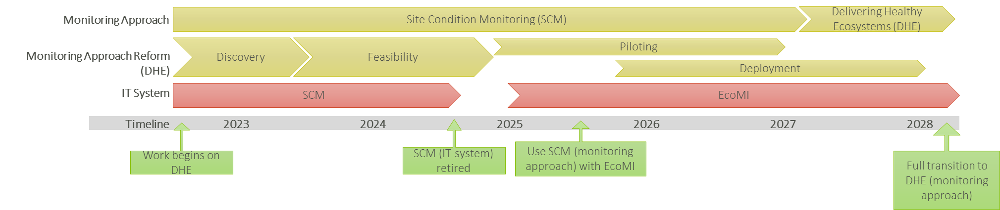 Monitoring Approach
Site Condition Monitoring (SCM)
Delivering Healthy
Ecosystems (DHE)
Monitoring Approach Reform
(DHE)
Discovery
Feasibility
Piloting
Deployment
IT System
SCM
EcoMI
Timeline
2023
2024
2025
2026
2027
2028
Work begins on
DHE
SCM (IT system)
retired
Use SCM (monitoring
approach) with EcoMI
Full transition to
DHE (monitoring
approach)